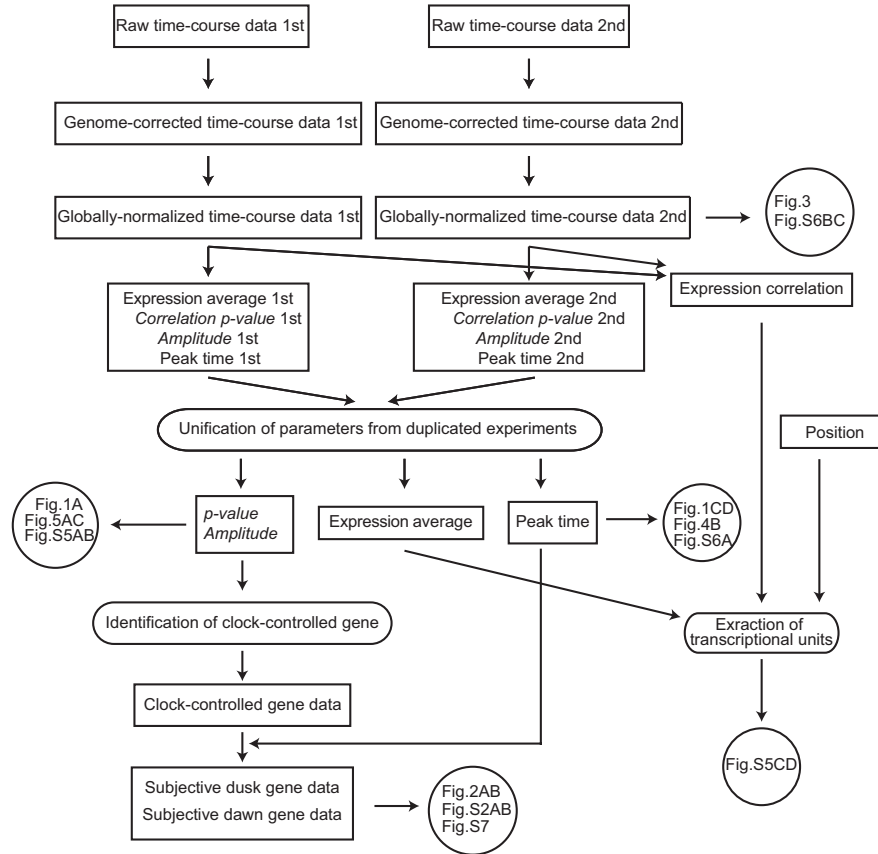 Raw time-course data 1st
Raw time-course data 2nd
Genome-corrected time-course data 1st
Genome-corrected time-course data 2nd
Globally-normalized time-course data 1st
Globally-normalized time-course data 2nd
Fig.3
Fig.S6BC
Expression average 1st
Correlation p-value 1st
Amplitude 1st
Peak time 1st
Expression average 2nd
Correlation p-value 2nd
Amplitude 2nd
Peak time 2nd
Expression correlation
Unification of parameters from duplicated experiments
Position
Fig.1A
Fig.5AC
Fig.S5AB
p-value
Amplitude
Expression average
Peak time
Fig.1CD
Fig.4B
Fig.S6A
Identification of clock-controlled gene
Exraction of
transcriptional units
Clock-controlled gene data
Fig.S5CD
Subjective dusk gene data
Subjective dawn gene data
Fig.2AB
Fig.S2AB
Fig.S7